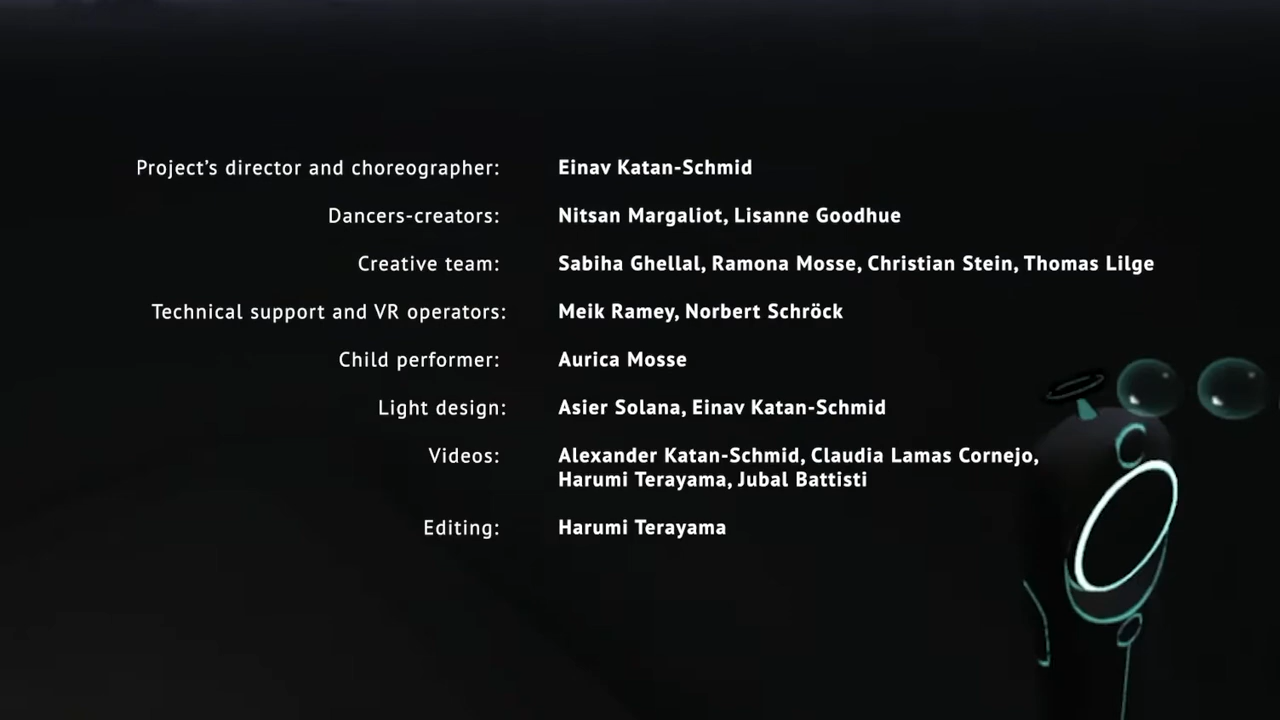 Project’s director and choreographer: Einav Katan-Schmid
Dancers-creators: Nitsan Margaliot, Lisanne Goodhue
Creative team: Sabiha Ghellal, Ramona Mosse, Christian Stein, Thomas Lilge
Technical support and VR operators: Meik Ramey, Norbert Schröck
Child performer: Aurica Mosse
Light design: Asier Solana, Einav Katan-Schmid
Videos: Alexander Katan-Schmid, Claudia Lamas Cornejo,
Harumi Terayama, Jubal Battisti
Editing: Harumi Terayama